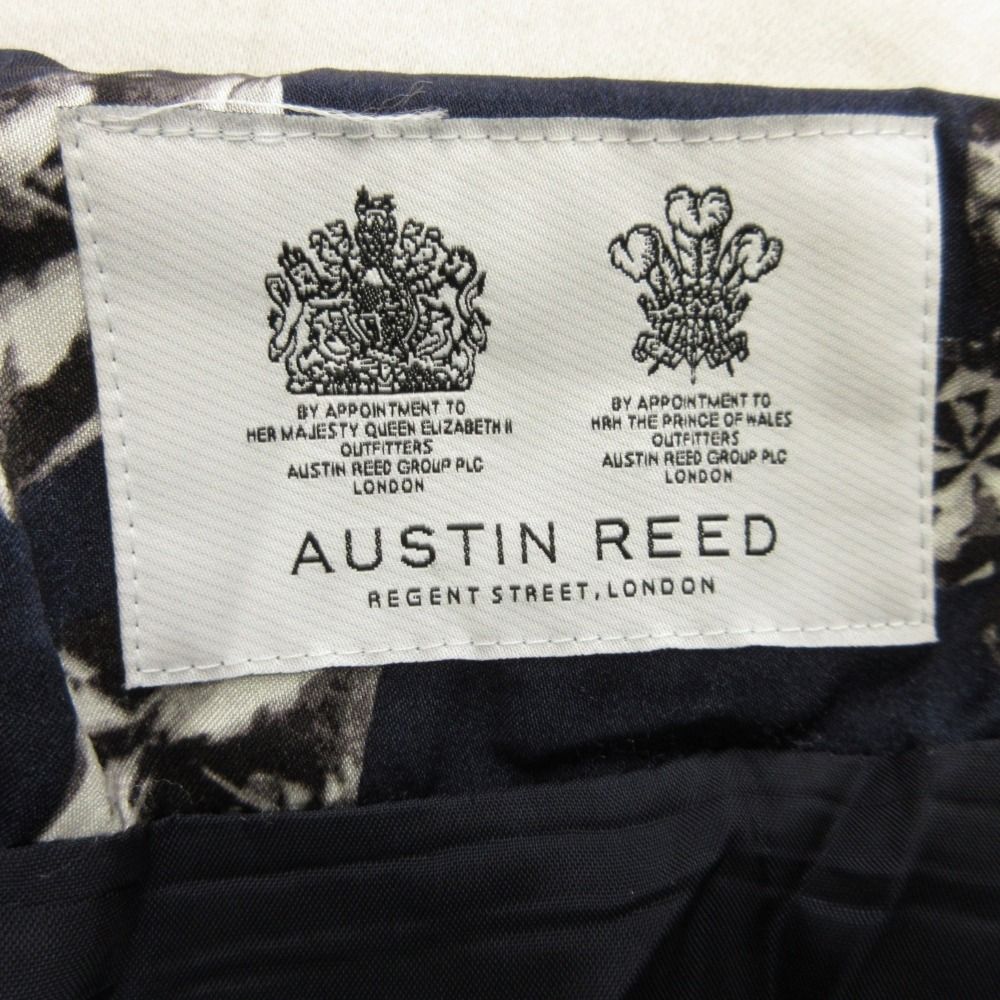 BY APPOINTMENT TO
HER MAJESTY QUEEN ELIZABETH II
OUTFITTERS
AUSTIN REED GROUP PLC
LONDON
BY APPOINTMENT TO
HRH THE PRINCE OF WALES
OUTFITTERS
AUSTIN REED GROUP PLC
LONDON
AUSTIN REED
REGENT STREET, LONDON